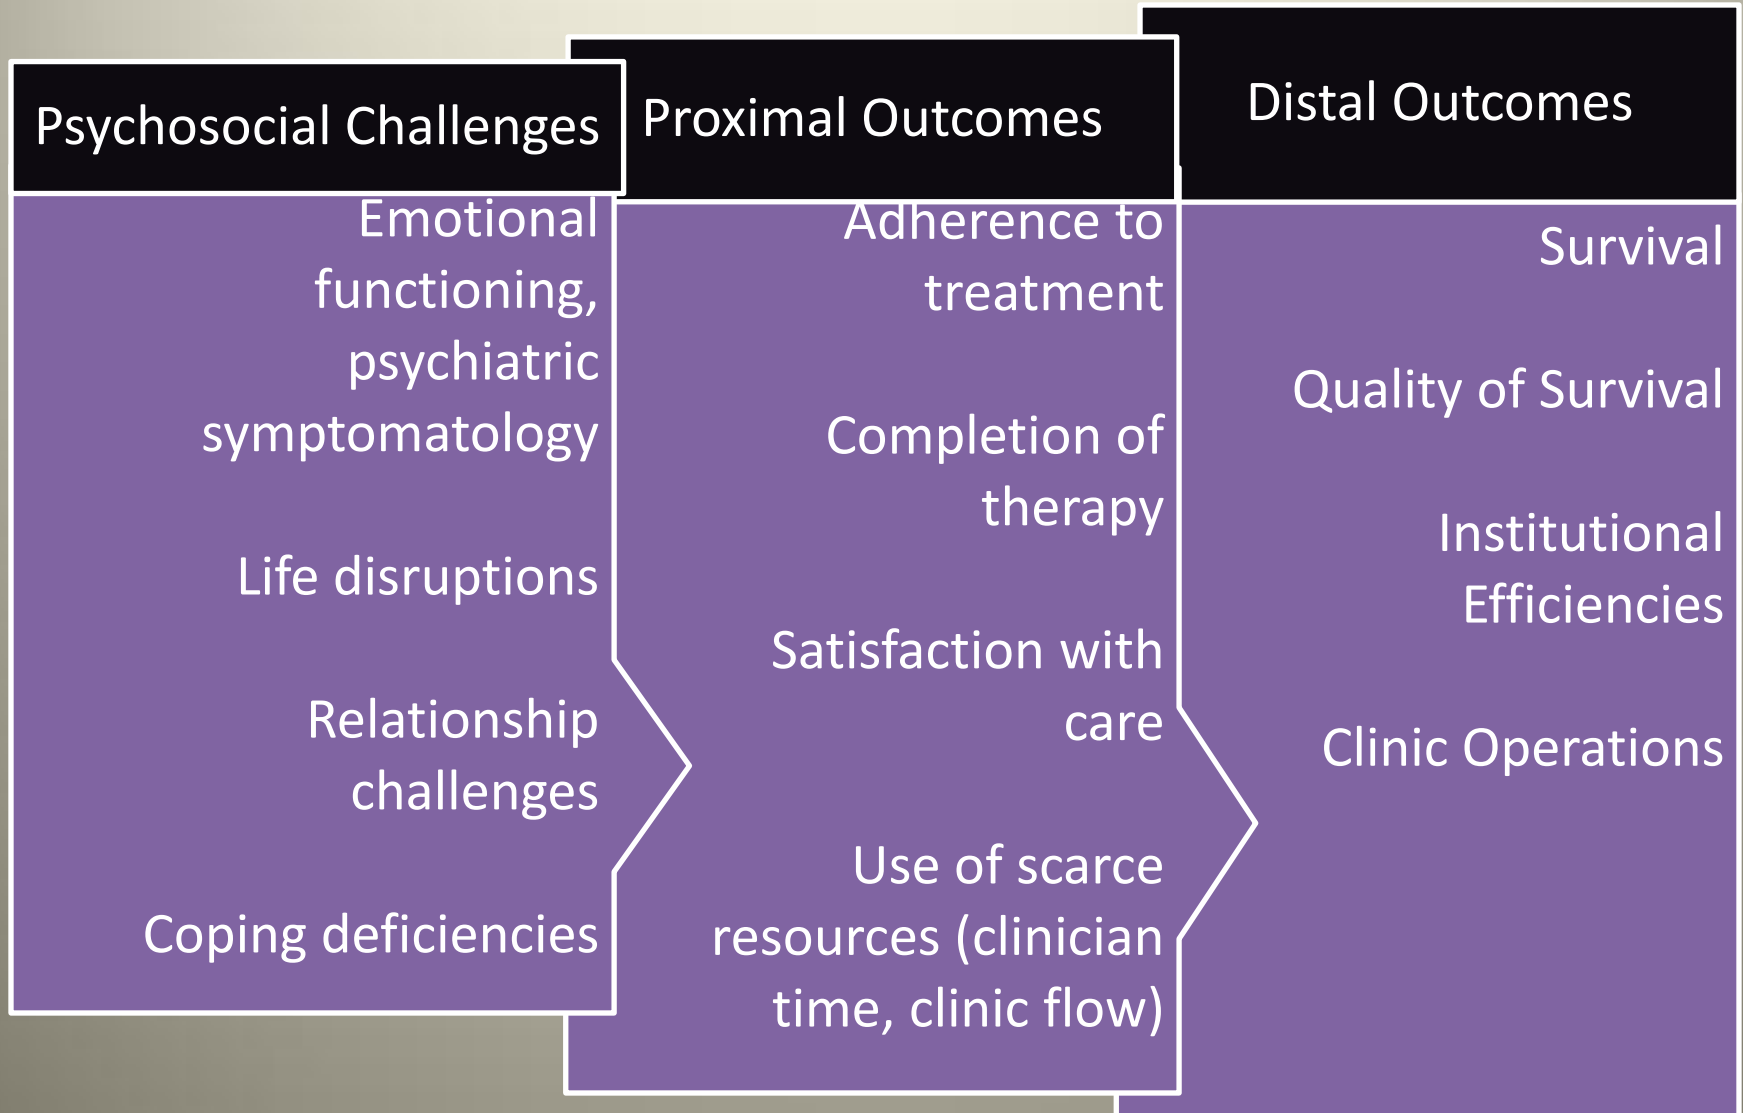 Psychosocial Challenges
Emotional
functioning,
psychiatric
symptomatology
Life disruptions
Relationship
challenges
Coping deficiencies
Proximal Outcomes
Adherence to
treatment
Completion of
therapy
Satisfaction with
care
Use of scarce
resources (clinician
time, clinic flow)
Distal Outcomes
Survival
Quality of Survival
Institutional
Efficiencies
Clinic Operations